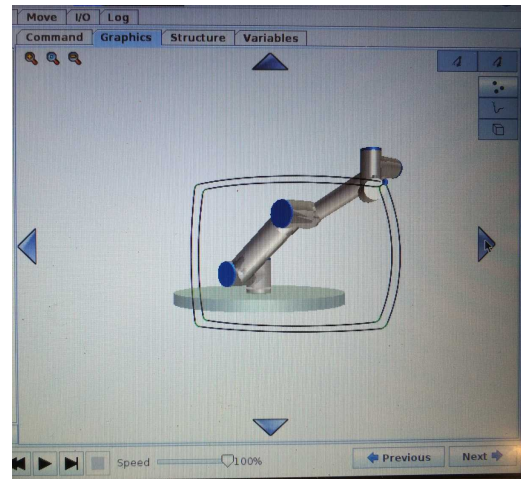 Move I/O Log
Command Graphics Structure Variables
Speed 100% Previous Next